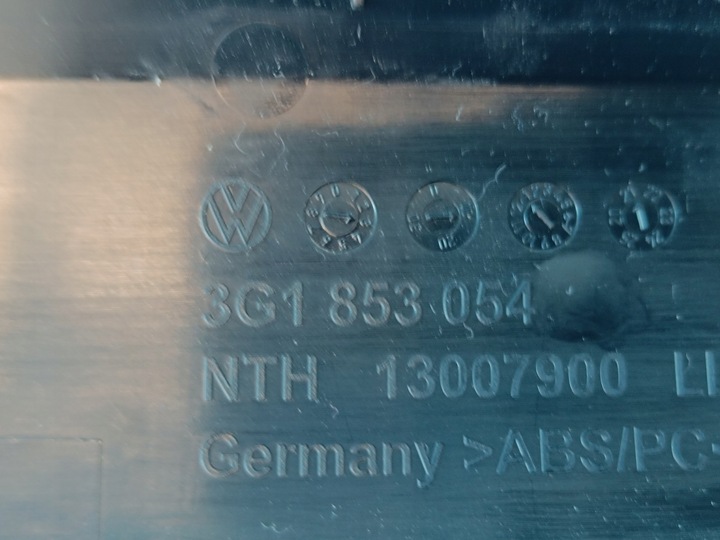 3G1 853 054
NTH 13007900
Germany >ABS/PC